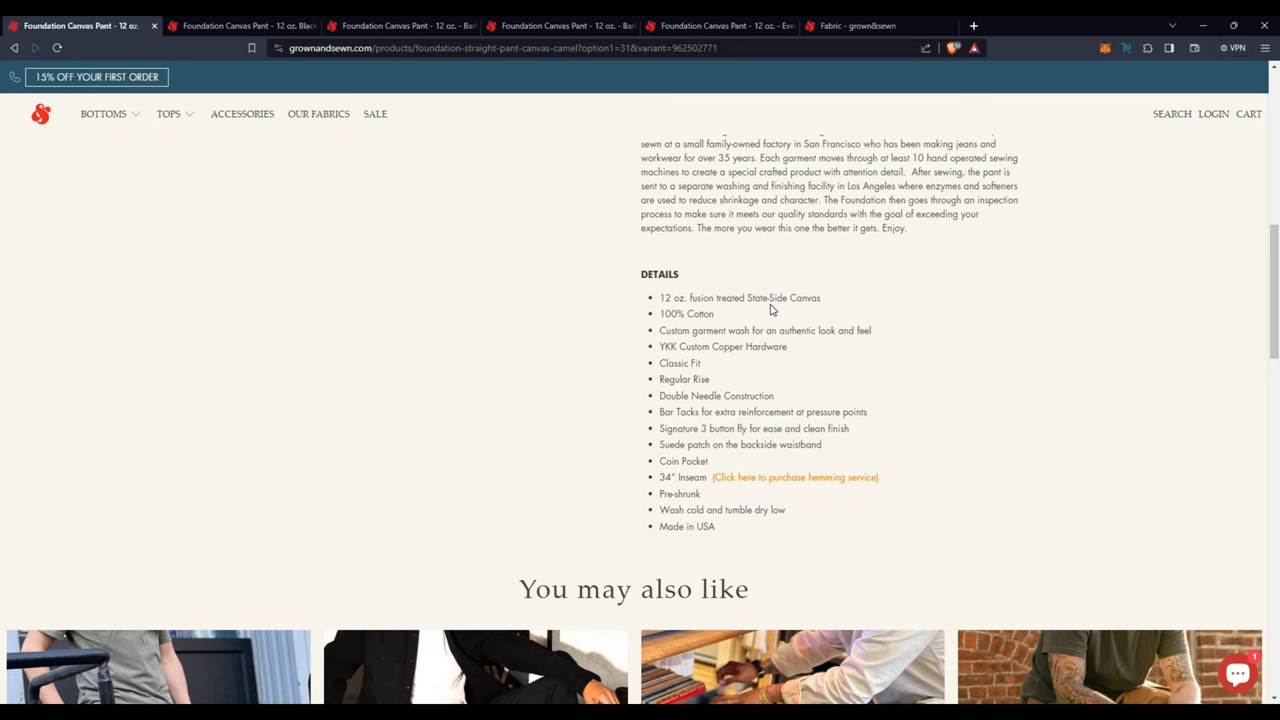 Foundation Canvas Pant - 12 oz.
Foundation Canvas Pant - 12 oz. Black
Foundation Canvas Pant - 12 oz. - Bar
Foundation Canvas Pant - 12 oz. - Bar
Foundation Canvas Pant - 12 oz. - Eve
Fabric - grown&sewn
grownandsewn.com/products/foundation-straight-pant-canvas-camel?option1=31&variant=962502771
VPN
15% OFF YOUR FIRST ORDER
BOTTOMS
TOPS
ACCESSORIES
OUR FABRICS
SALE
SEARCH
LOGIN
CART
sewn at a small family-owned factory in San Francisco who has been making jeans and
workwear for over 35 years. Each garment moves through at least 10 hand operated sewing
machines to create a special crafted product with attention detail. After sewing, the pant is
sent to a separate washing and finishing facility in Los Angeles where enzymes and softeners
are used to reduce shrinkage and character. The Foundation then goes through an inspection
process to make sure it meets our quality standards with the goal of exceeding your
expectations. The more you wear this one the better it gets. Enjoy.
DETAILS
12 oz. fusion treated State-Side Canvas
100% Cotton
Custom garment wash for an authentic look and feel
YKK Custom Copper Hardware
Classic Fit
Regular Rise
Double Needle Construction
Bar Tacks for extra reinforcement at pressure points
Signature 3 button fly for ease and clean finish
Suede patch on the backside waistband
Coin Pocket
34” Inseam (Click here to purchase hemming service)
Pre-shrunk
Wash cold and tumble dry low
Made in USA
You may also like
1